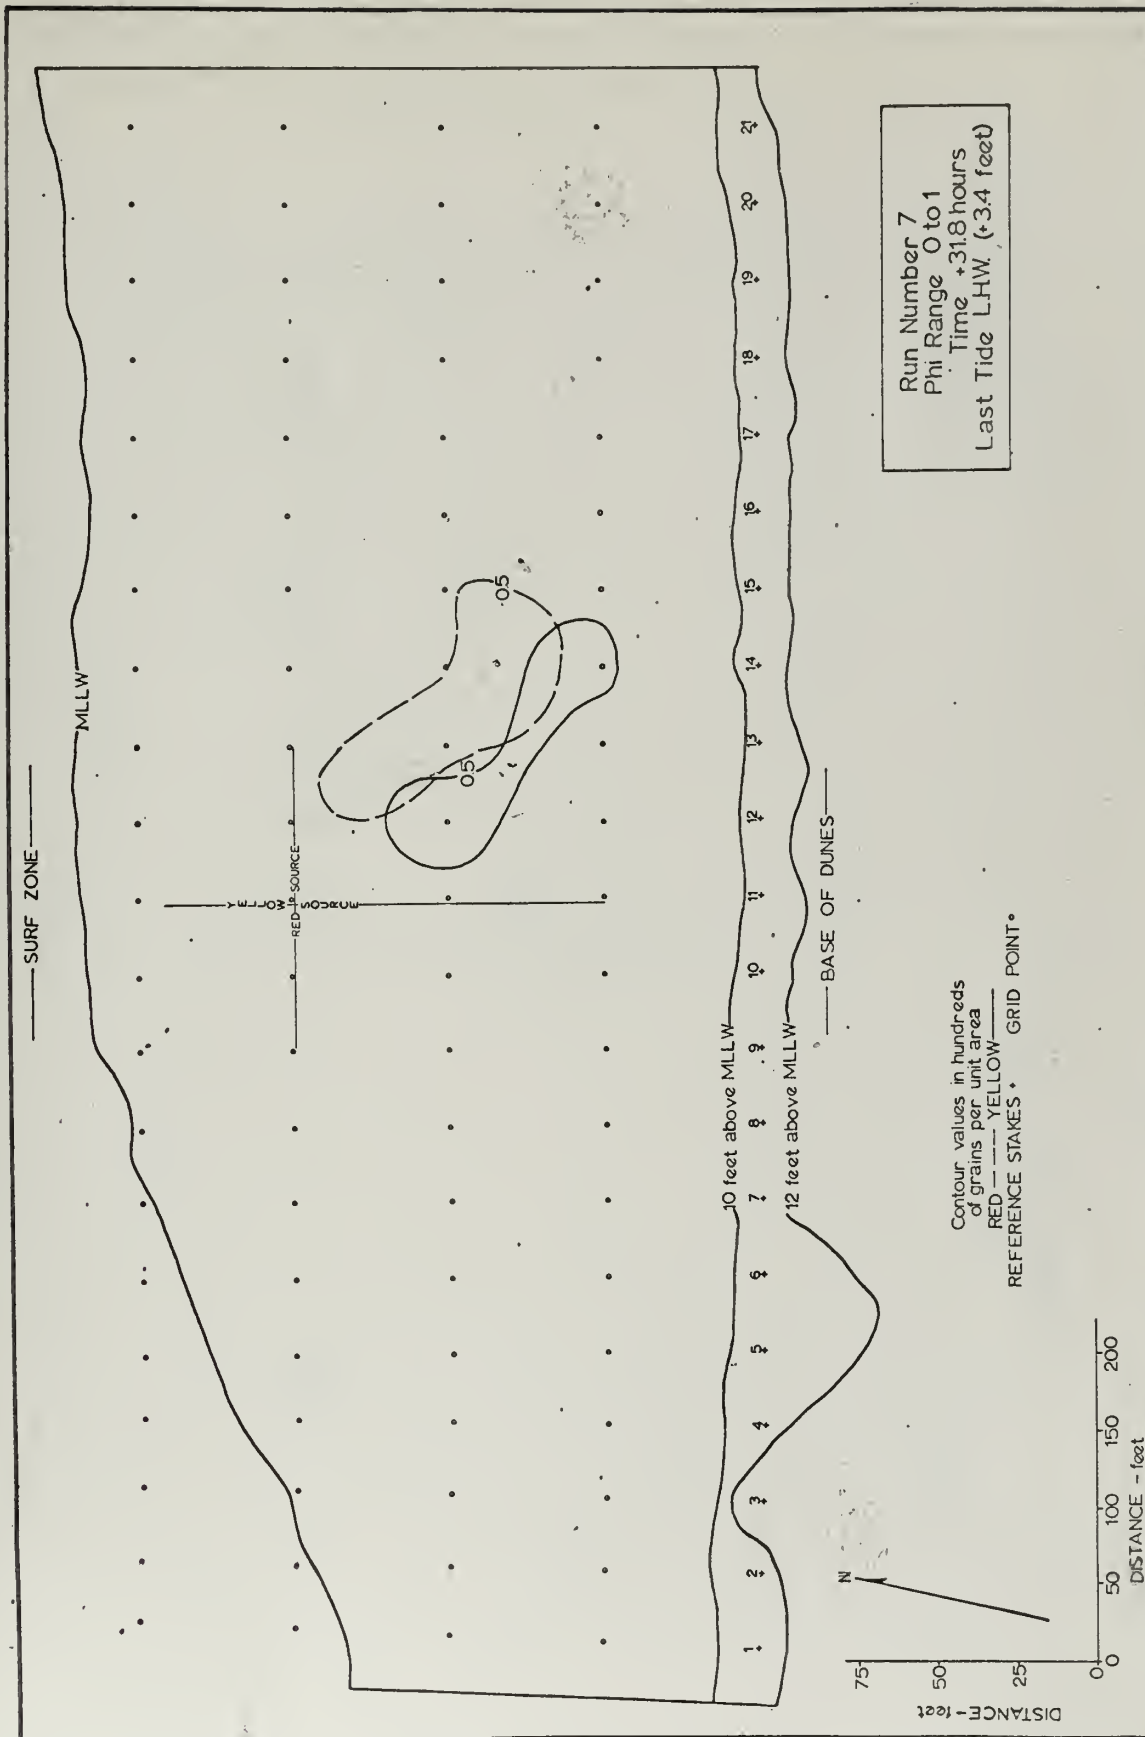 SURF ZONE
MLLW
YELLOW SOURCE
RED SOURCE
0.5
0.5
10 feet above MLLW
1 2 3 4 5 6 7 8 9 10 11 12 13 14 15 16 17 18 19 20 21
12 feet above MLLW
BASE OF DUNES
Contour values in hundreds
of grains per unit area
RED — — — YELLOW ———
REFERENCE STAKES + GRID POINT •
Run Number 7
Phi Range 0 to 1
Time +31.8 hours
Last Tide L.H.W. (+3.4 feet)
N
75
50
25
0
DISTANCE - feet
0 50 100 150 200
DISTANCE - feet